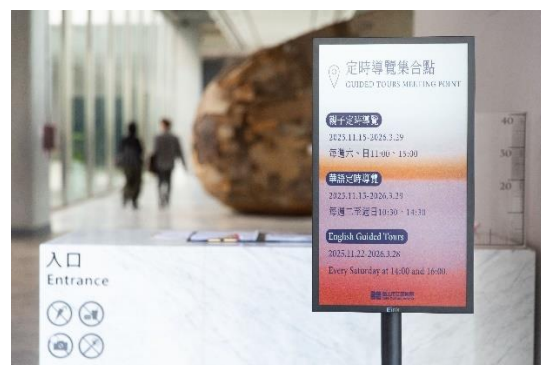 定時導覽集合點
GUIDED TOURS MEETING POINT
親子定時導覽
2025.11.15-2026.3.29
每週六、日11:00、15:00
華語定時導覽
2025.11.13-2026.3.29
每週二至週日10:30、14:30
English Guided Tours
2025.11.22-2026.3.28
Every Saturday at 14:00 and 16:00
入口
Entrance
40
30
20